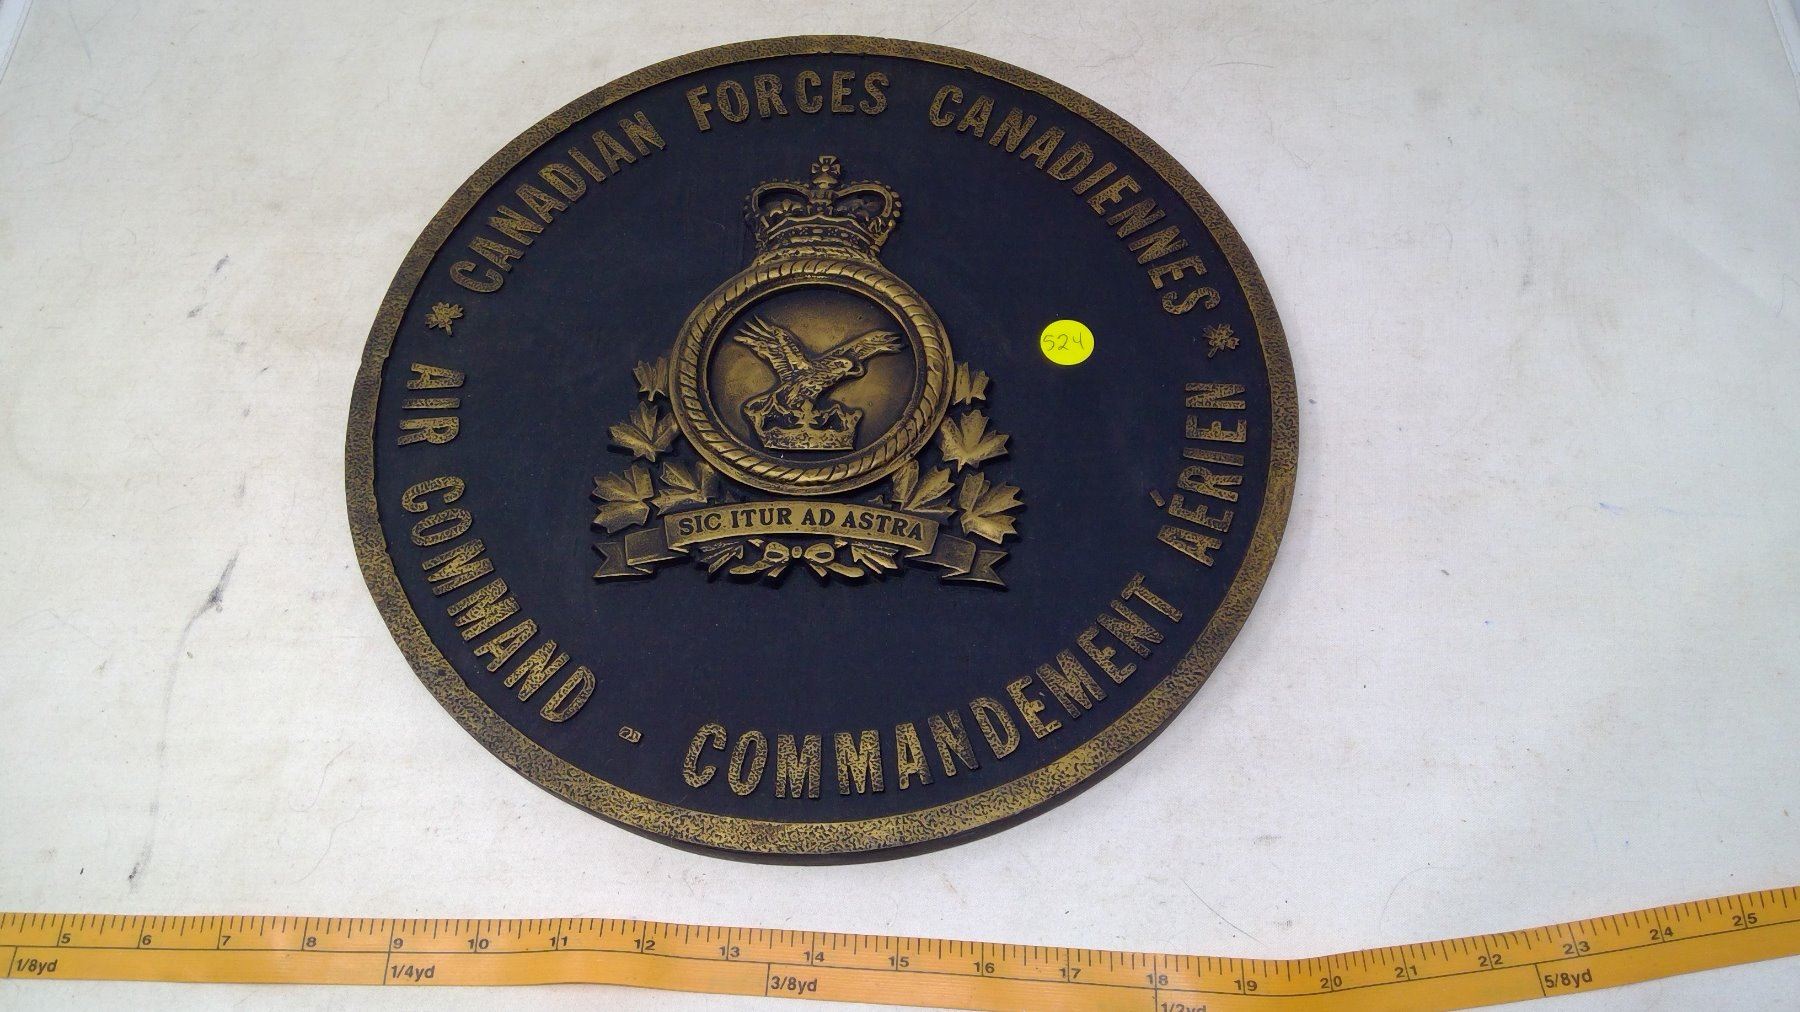 CANADIAN FORCES CANADIENNES
AIR COMMAND - COMMANDEMENT AÉRIEN
SIC ITUR AD ASTRA
524
5 6 7 8 9 10 11 12 13 14 15 16 17 18 19 20 21 22 23 24 25
1/8yd 1/4yd 3/8yd 1/2yd 5/8yd